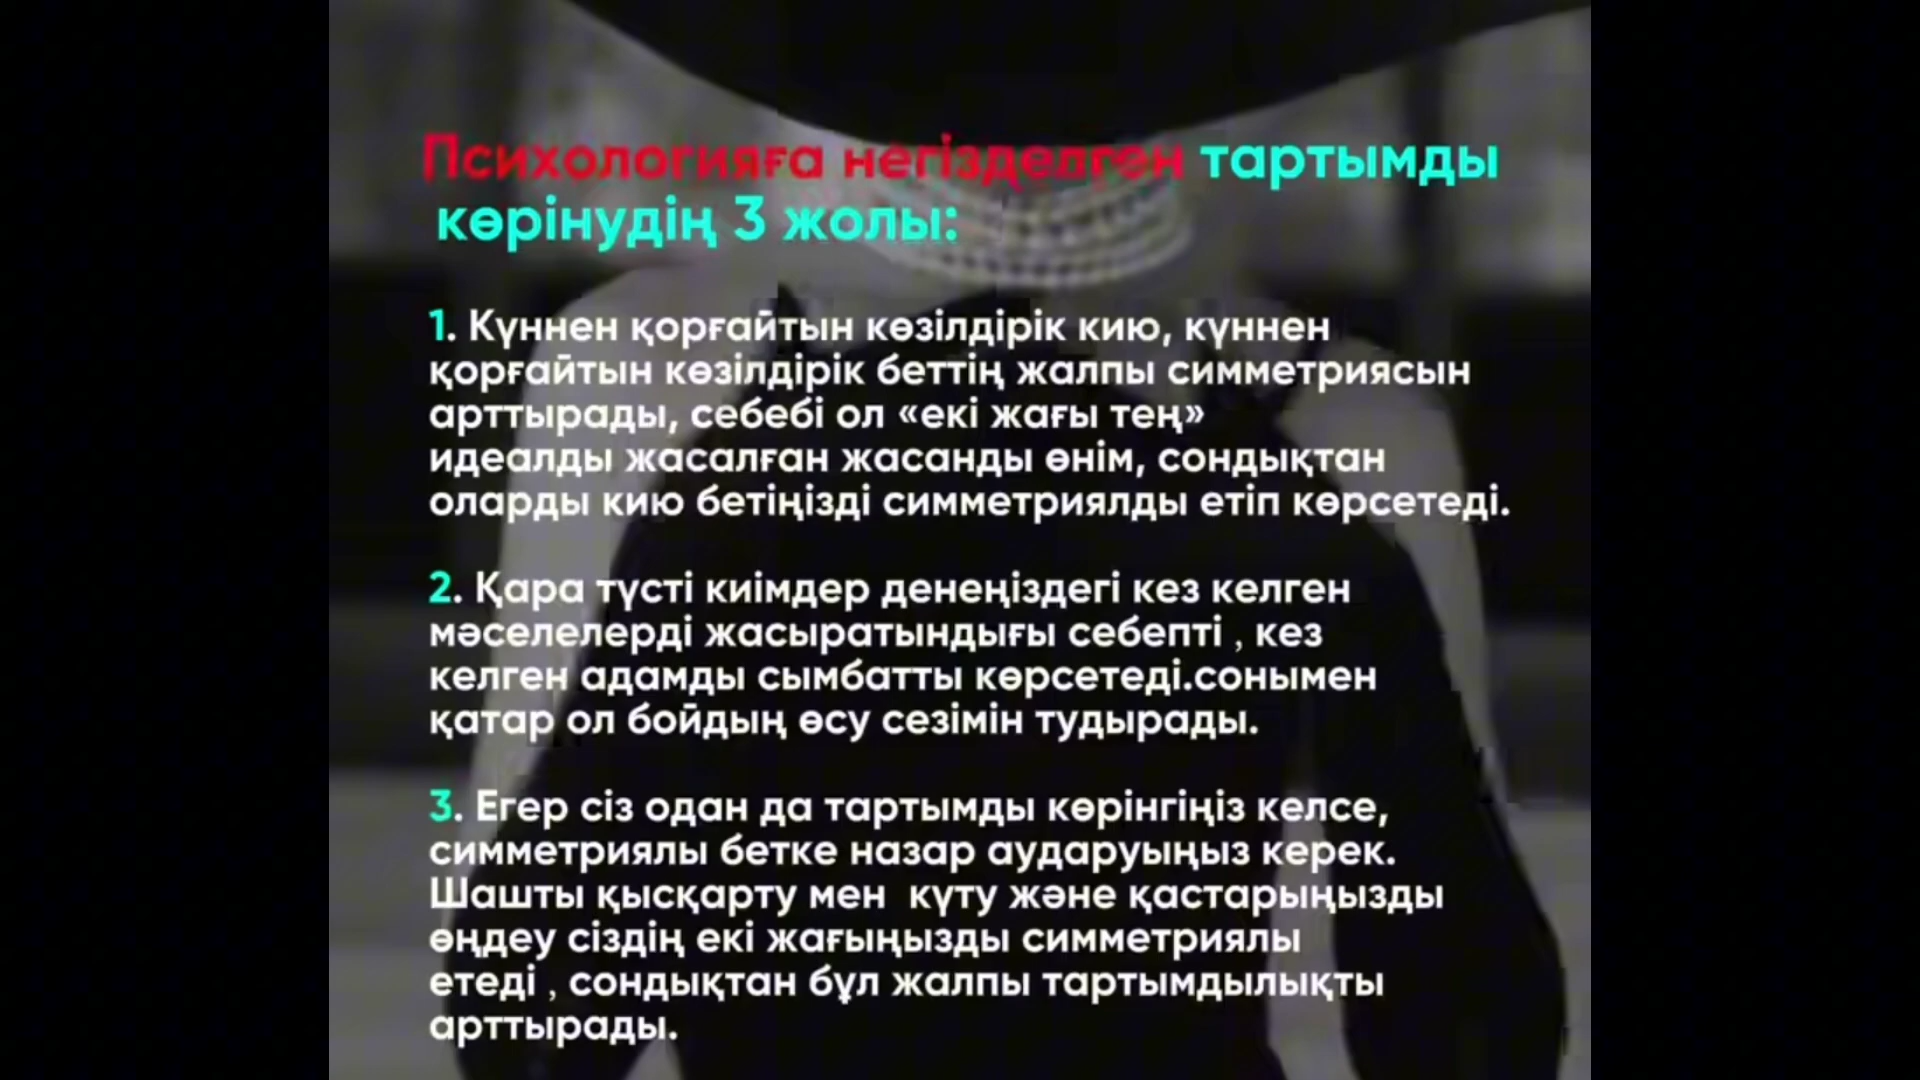 Психологияға негізделген тартымды
көрінудің 3 жолы:
1. Күннен қорғайтын көзілдірік кию, күннен
қорғайтын көзілдірік беттің жалпы симметриясын
арттырады, себебі ол «екі жағы тең»
идеалды жасалған жасанды өнім, сондықтан
оларды кию бетіңізді симметриялды етіп көрсетеді.
2. Қара түсті киімдер денеңіздегі кез келген
мәселелерді жасыратындығы себепті , кез
келген адамды сымбатты көрсетеді.сонымен
қатар ол бойдың өсу сезімін тудырады.
3. Егер сіз одан да тартымды көрінгіңіз келсе,
симметриялы бетке назар аударуыңыз керек.
Шашты қысқарту мен  күту және қастарыңызды
өңдеу сіздің екі жағыңызды симметриялы
етеді , сондықтан бұл жалпы тартымдылықты
арттырады.